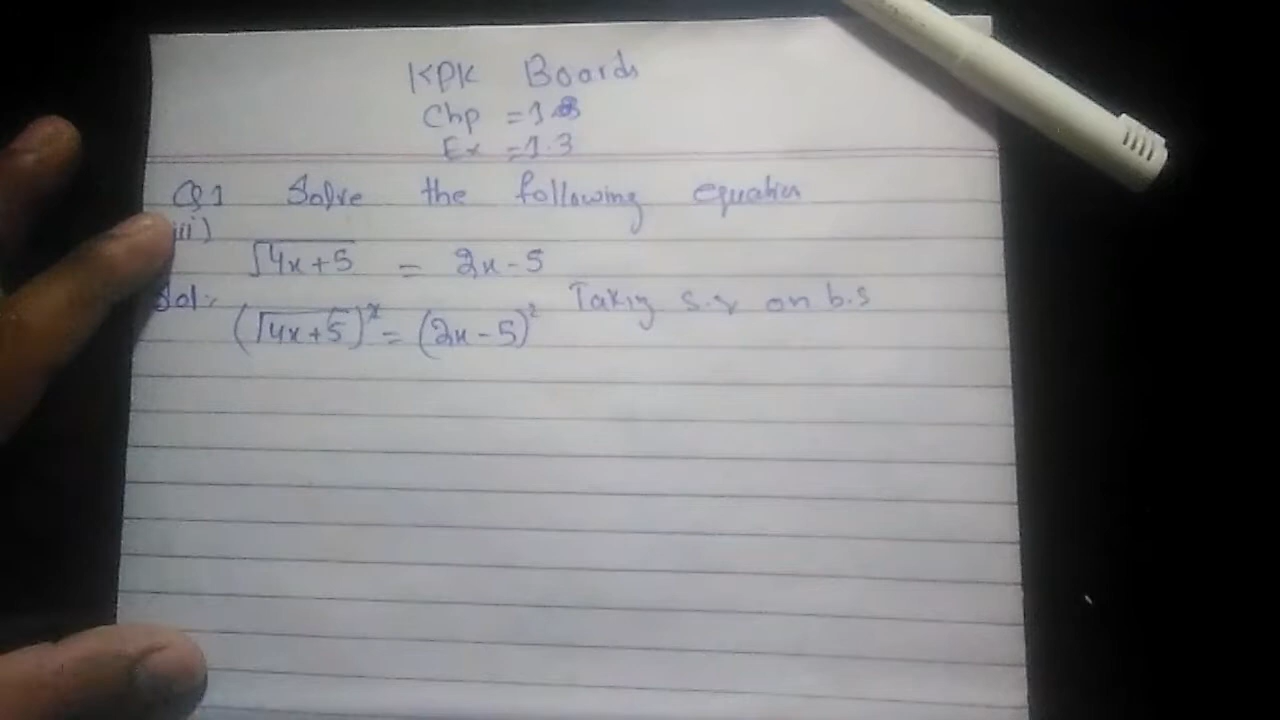 KPK Boards
Chp = 1
Ex = 1.3
Q1 Solve the following equation
iii)
√4x+5 = 2x-5
Sol:- Taking s.r on b.s
(√4x+5)² = (2x-5)²